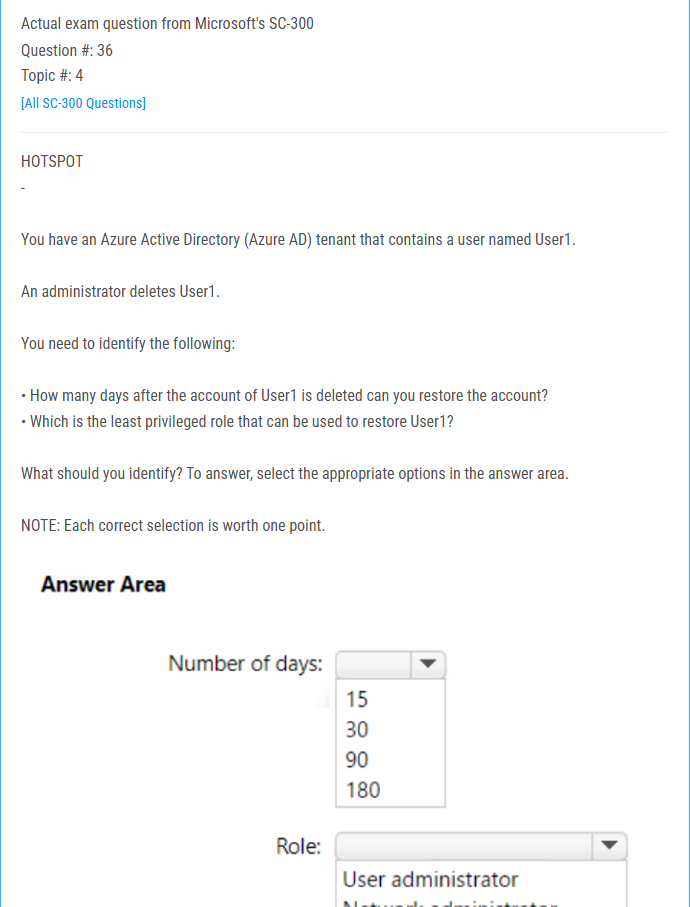 Actual exam question from Microsoft's SC-300
Question #: 36
Topic #: 4
[All SC-300 Questions]
HOTSPOT
-
You have an Azure Active Directory (Azure AD) tenant that contains a user named User1.
An administrator deletes User1.
You need to identify the following:
• How many days after the account of User1 is deleted can you restore the account?
• Which is the least privileged role that can be used to restore User1?
What should you identify? To answer, select the appropriate options in the answer area.
NOTE: Each correct selection is worth one point.
Answer Area
Number of days:
15
30
90
180
Role:
User administrator